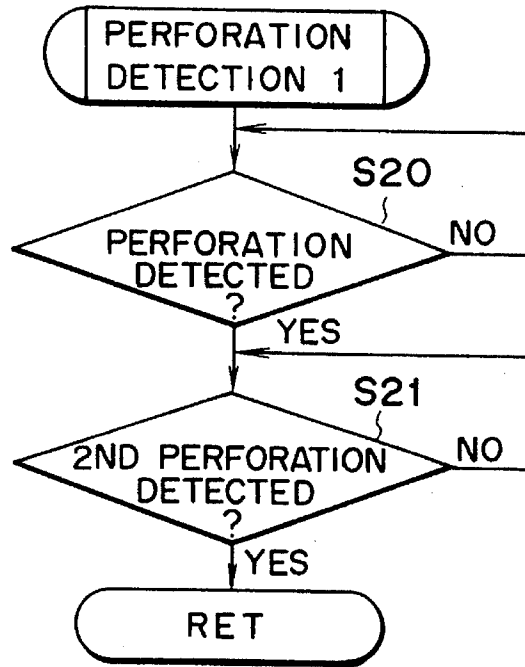 PERFORATION
DETECTION 1
S20
PERFORATION
DETECTED
?
NO
YES
S21
2ND PERFORATION
DETECTED
?
NO
YES
RET